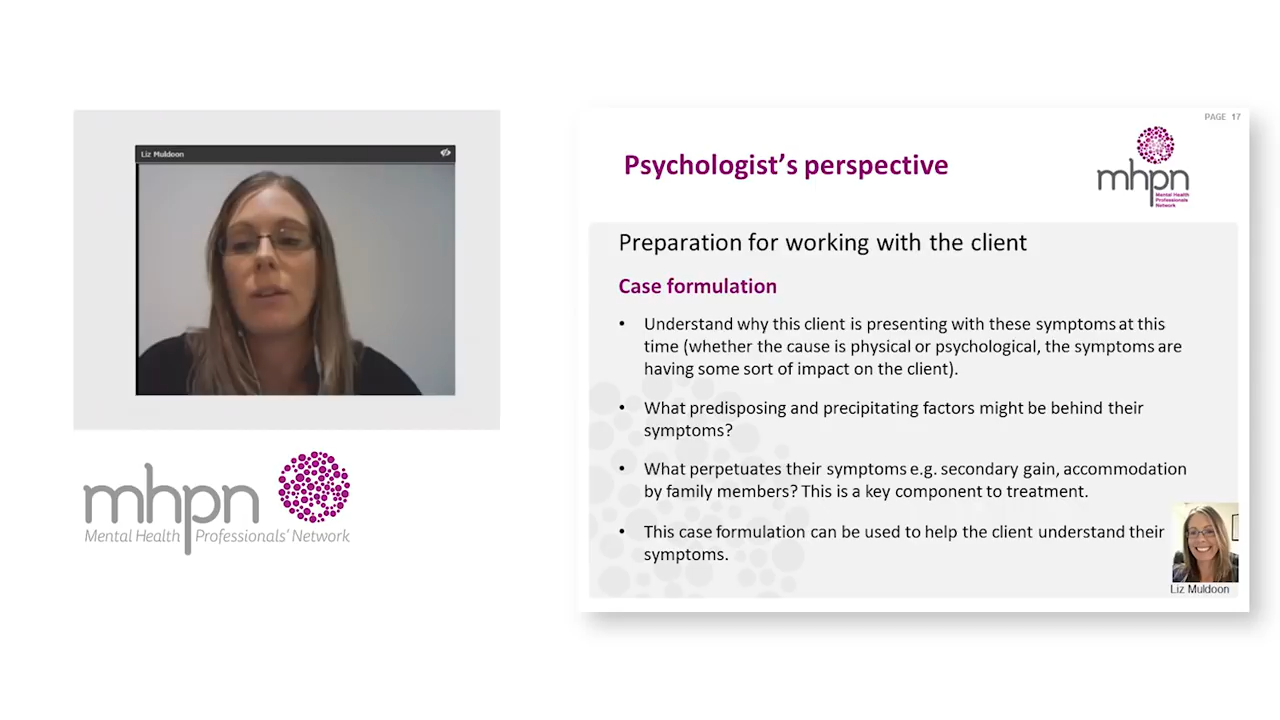 Liz Muldoon
mhpn
Mental Health Professionals' Network
PAGE 17
Psychologist's perspective
mhpn
Mental Health
Professionals
Network
Preparation for working with the client
Case formulation
• Understand why this client is presenting with these symptoms at this
time (whether the cause is physical or psychological, the symptoms are
having some sort of impact on the client).
• What predisposing and precipitating factors might be behind their
symptoms?
• What perpetuates their symptoms e.g. secondary gain, accommodation
by family members? This is a key component to treatment.
• This case formulation can be used to help the client understand their
symptoms.
Liz Muldoon